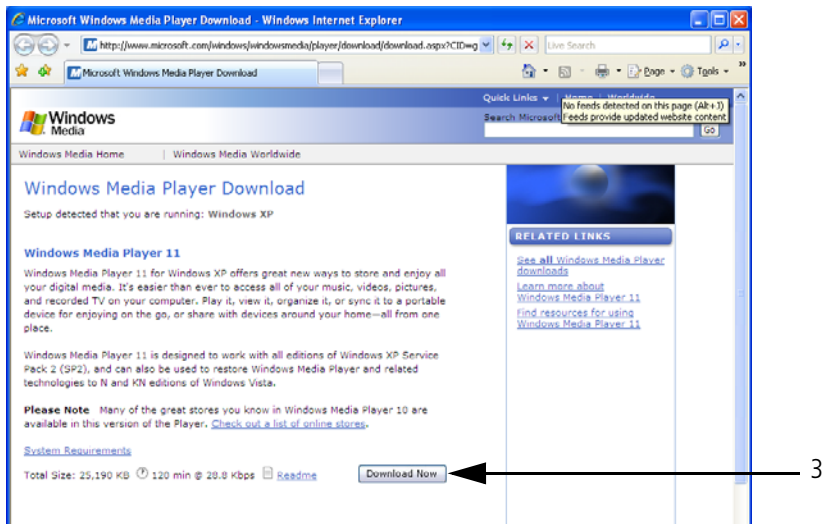 Microsoft Windows Media Player Download - Windows Internet Explorer
http://www.microsoft.com/windows/windowsmedia/player/download/download.aspx?CID=g
Live Search
Microsoft Windows Media Player Download
Page
Tools
Quick Links | Home | Worldwide
No feeds detected on this page (Alt+J)
Feeds provide updated website content
Search Microsoft
Go
Windows Media
Windows Media Home | Windows Media Worldwide
Windows Media Player Download
Setup detected that you are running: Windows XP
Windows Media Player 11
Windows Media Player 11 for Windows XP offers great new ways to store and enjoy all
your digital media. It's easier than ever to access all of your music, videos, pictures,
and recorded TV on your computer. Play it, view it, organize it, or sync it to a portable
device for enjoying on the go, or share with devices around your home—all from one
place.
Windows Media Player 11 is designed to work with all editions of Windows XP Service
Pack 2 (SP2), and can also be used to restore Windows Media Player and related
technologies to N and KN editions of Windows Vista.
Please Note Many of the great stores you know in Windows Media Player 10 are
available in this version of the Player. Check out a list of online stores.
System Requirements
Total Size: 25,190 KB 120 min @ 28.8 Kbps Readme
Download Now
3
RELATED LINKS
See all Windows Media Player
downloads
Learn more about
Windows Media Player 11
Find resources for using
Windows Media Player 11